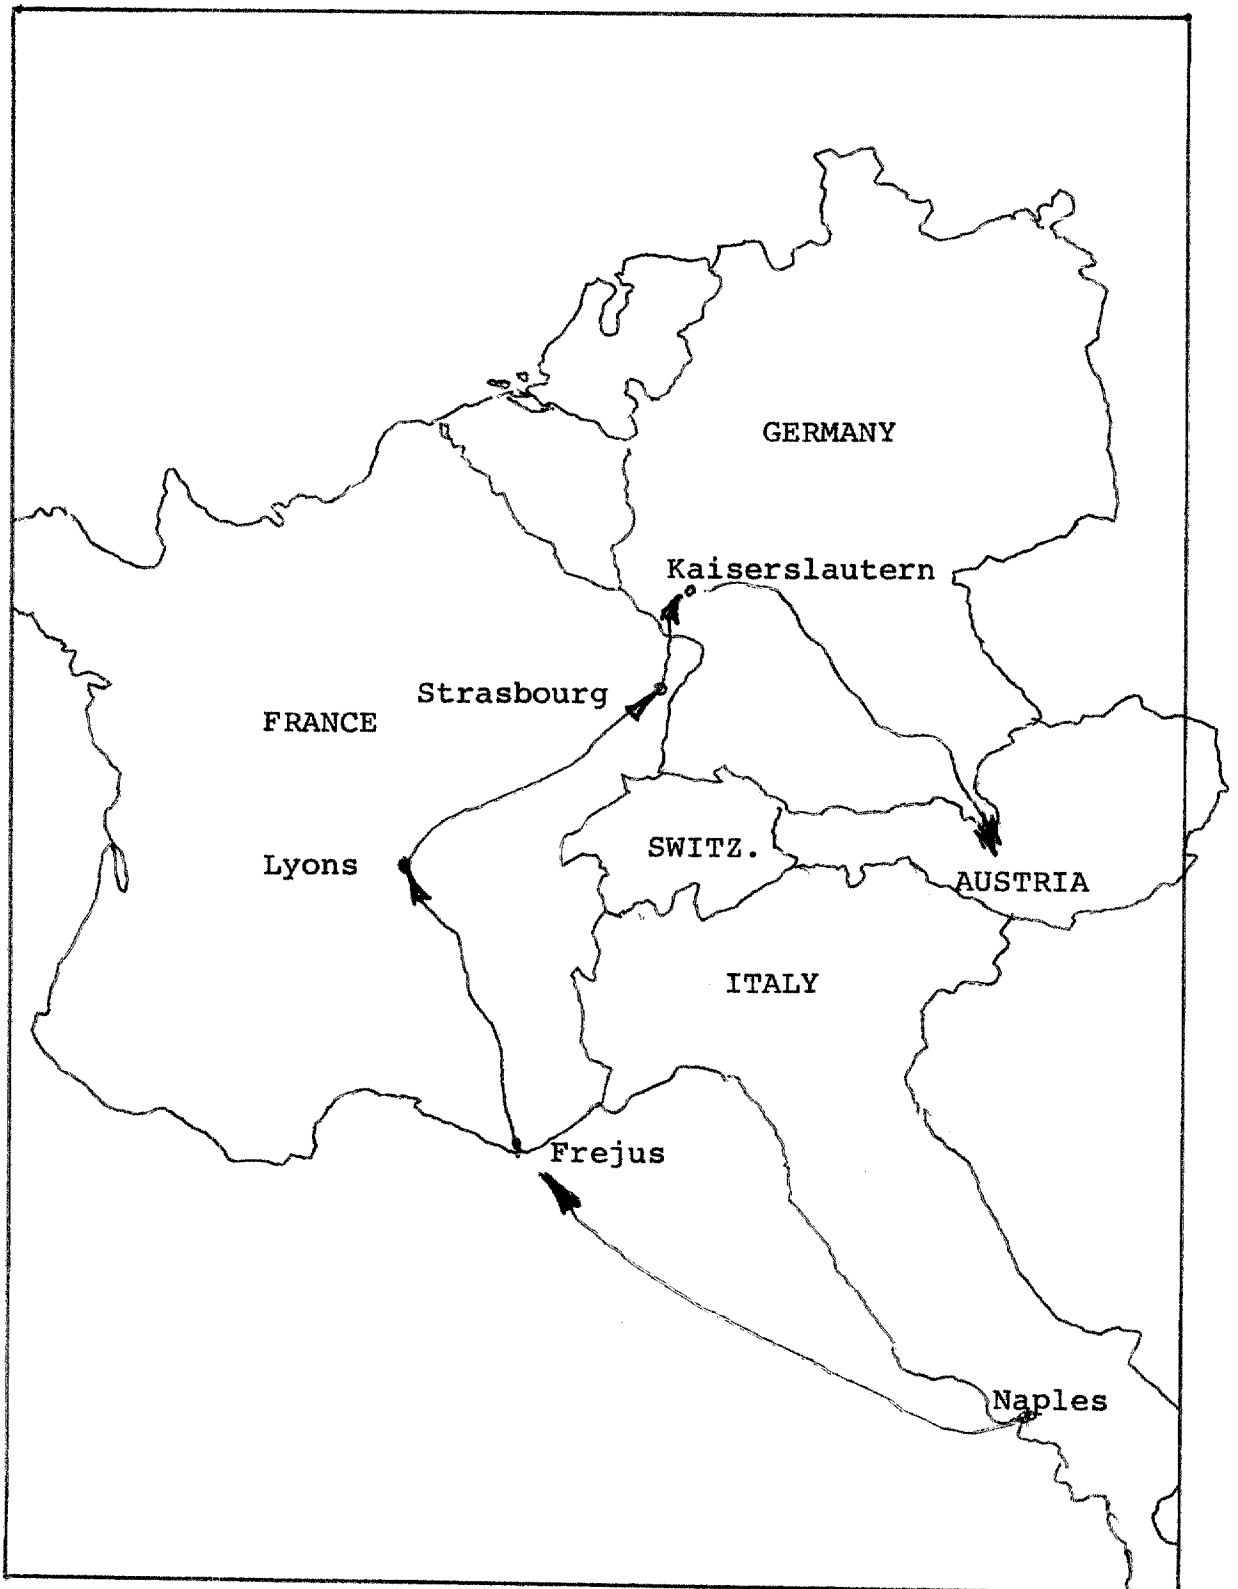 GERMANY
Kaiserslautern
Strasbourg
FRANCE
SWITZ.
Lyons
AUSTRIA
ITALY
Frejus
Naples